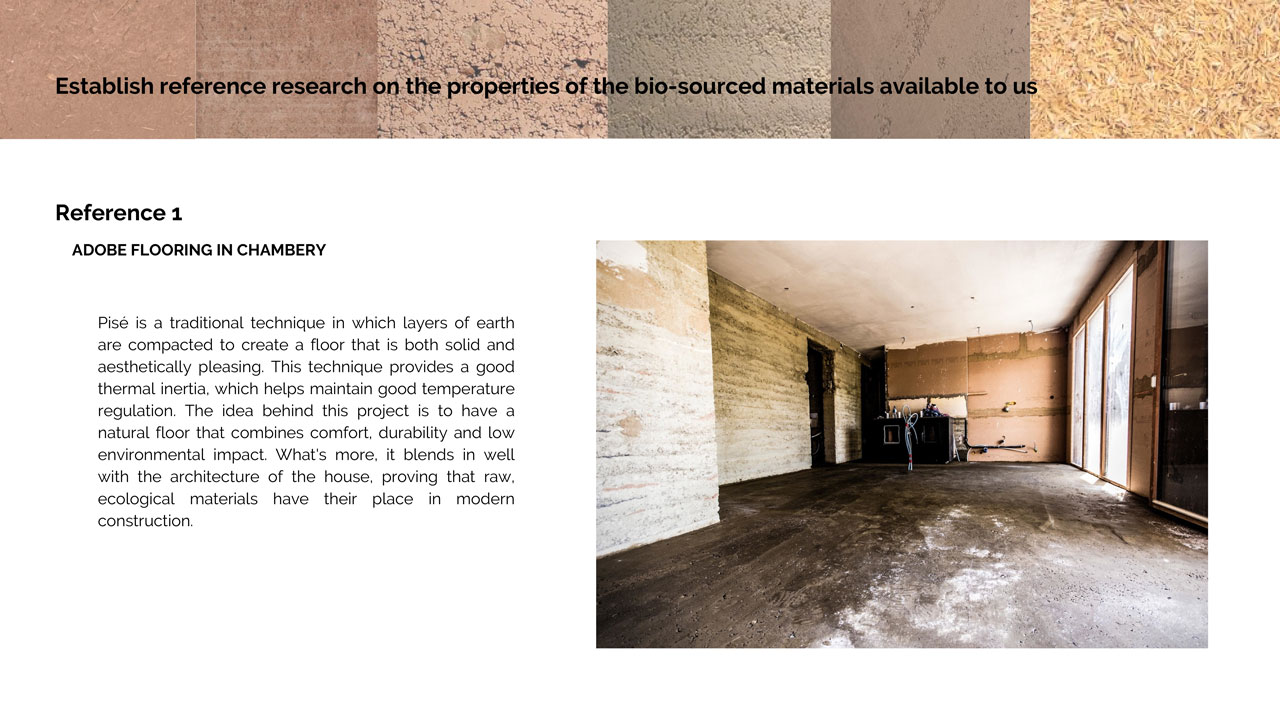 Establish reference research on the properties of the bio-sourced materials available to us
Reference 1
ADOBE FLOORING IN CHAMBERY
Pisé is a traditional technique in which layers of earth
are compacted to create a floor that is both solid and
aesthetically pleasing. This technique provides a good
thermal inertia, which helps maintain good temperature
regulation. The idea behind this project is to have a
natural floor that combines comfort, durability and low
environmental impact. What's more, it blends in well
with the architecture of the house, proving that raw,
ecological materials have their place in modern
construction.